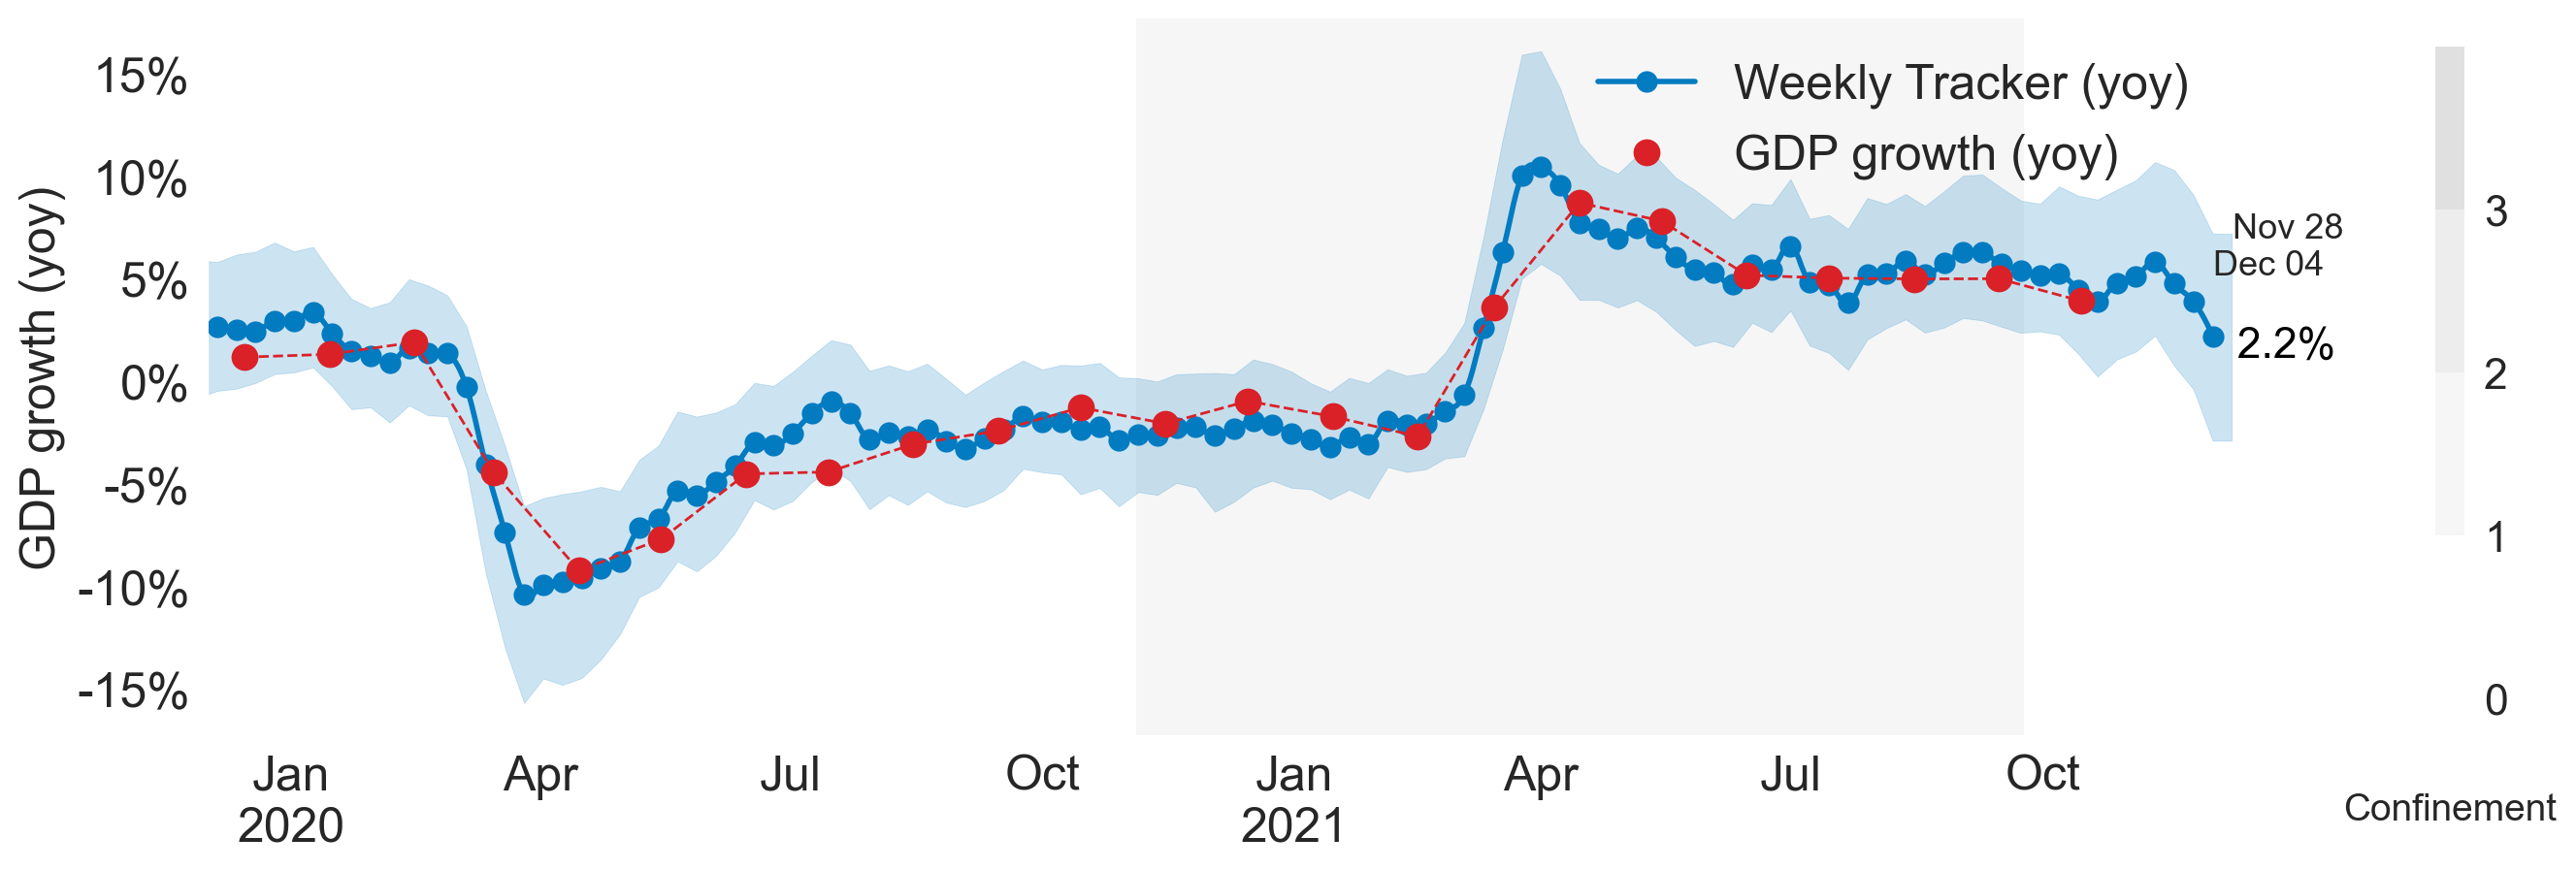 GDP growth (yoy)
15%
10%
5%
0%
-5%
-10%
-15%
Weekly Tracker (yoy)
GDP growth (yoy)
Nov 28
Dec 04
2.2%
3
2
1
0
Jan
2020
Apr
Jul
Oct
Jan
2021
Apr
Jul
Oct
Confinement